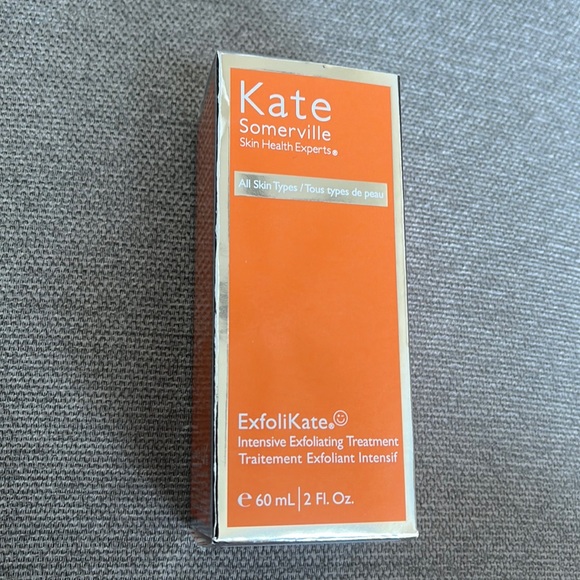 Kate
Somerville
Skin Health Experts®
All Skin Types / Tous types de peau
ExfoliKate®
Intensive Exfoliating Treatment
Traitement Exfoliant Intensif
℮ 60 mL | 2 Fl. Oz.